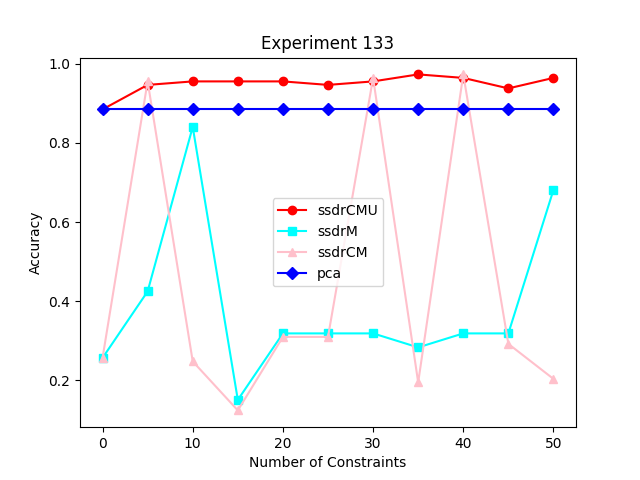 Experiment 133
Accuracy
1.0
0.8
0.6
0.4
0.2
ssdrCMU
ssdrM
ssdrCM
pca
0 10 20 30 40 50
Number of Constraints